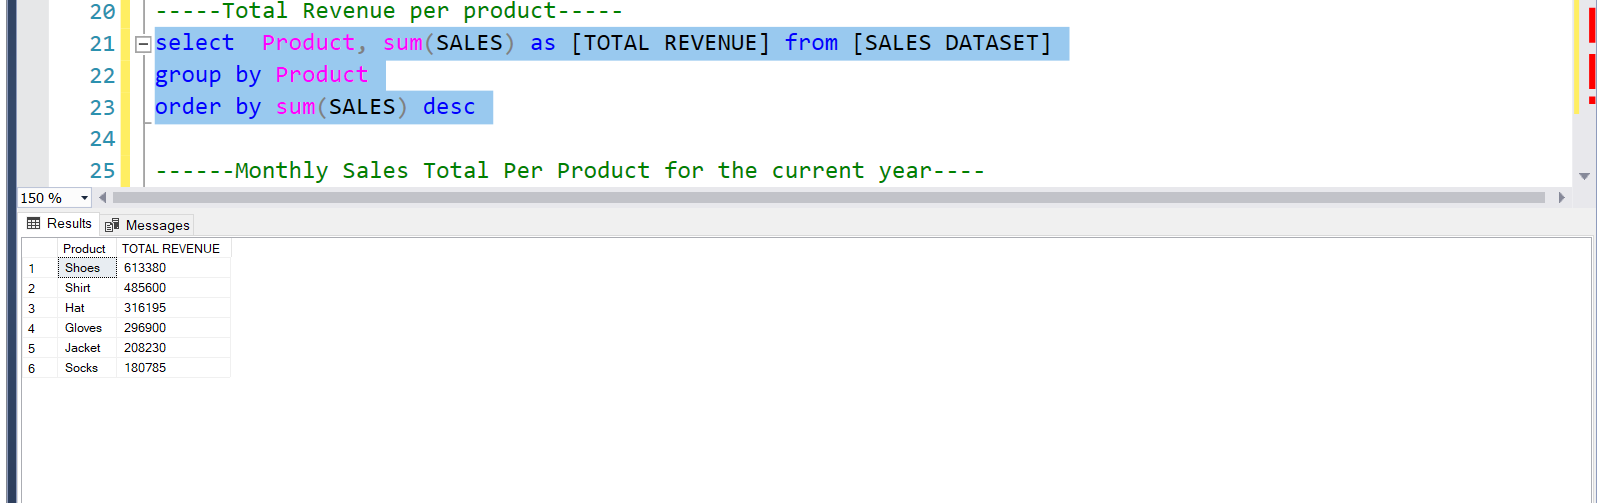 20 -----Total Revenue per product-----
21 select  Product, sum(SALES) as [TOTAL REVENUE] from [SALES DATASET]
22 group by Product
23 order by sum(SALES) desc
24
25 ------Monthly Sales Total Per Product for the current year----
150 %
Results Messages
Product TOTAL REVENUE
1 Shoes 613380
2 Shirt 485600
3 Hat 316195
4 Gloves 296900
5 Jacket 208230
6 Socks 180785